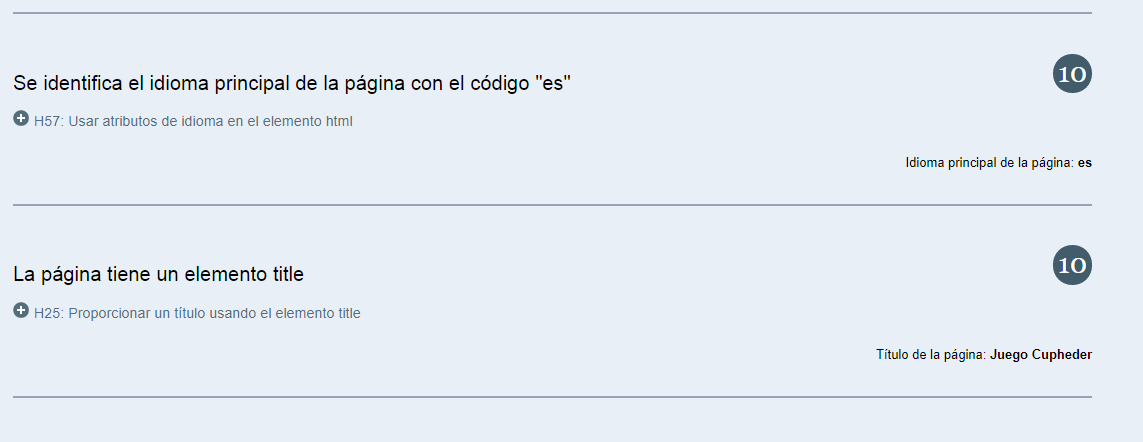 Se identifica el idioma principal de la página con el código "es"
10
H57: Usar atributos de idioma en el elemento html
Idioma principal de la página: es
La página tiene un elemento title
10
H25: Proporcionar un título usando el elemento title
Título de la página: Juego Cupheder